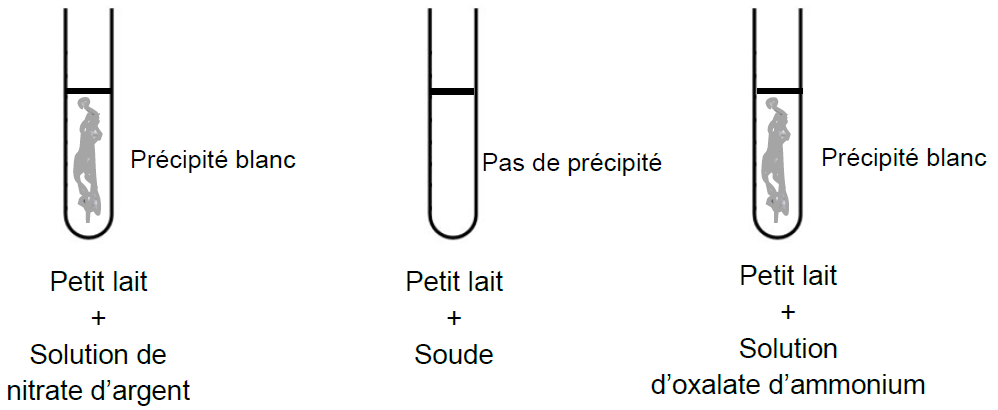 Précipité blanc
Pas de précipité
Précipité blanc
Petit lait
+
Solution de
nitrate d'argent
Petit lait
+
Soude
Petit lait
+
Solution
d'oxalate d'ammonium